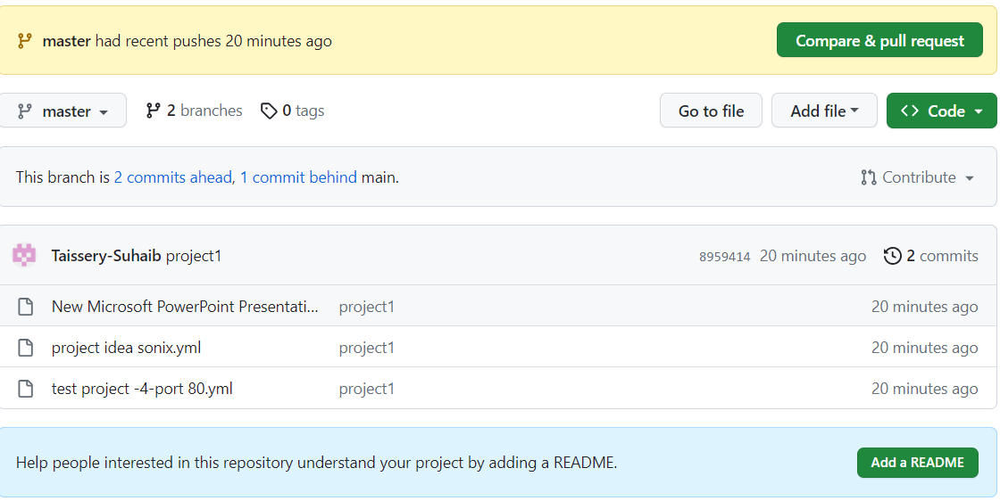 master had recent pushes 20 minutes ago Compare & pull request
master 2 branches 0 tags Go to file Add file <> Code
This branch is 2 commits ahead, 1 commit behind main. Contribute
Taissery-Suhaib project1 8959414 20 minutes ago 2 commits
New Microsoft PowerPoint Presentati... project1 20 minutes ago
project idea sonix.yml project1 20 minutes ago
test project -4-port 80.yml project1 20 minutes ago
Help people interested in this repository understand your project by adding a README. Add a README